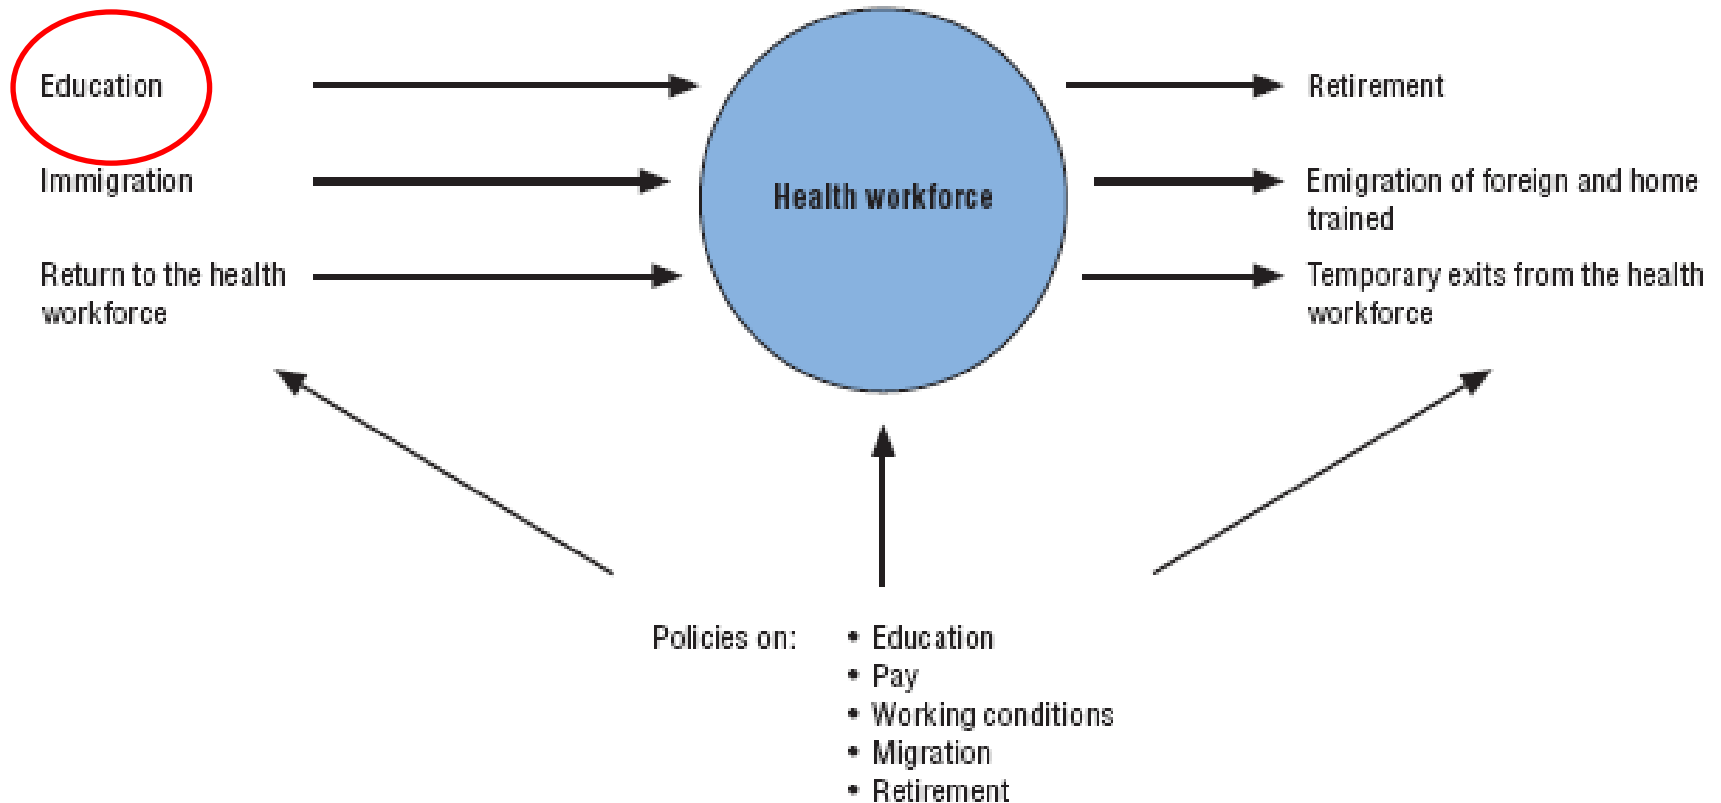 Education
Immigration
Return to the health
workforce
Health workforce
Retirement
Emigration of foreign and home
trained
Temporary exits from the health
workforce
Policies on:
• Education
• Pay
• Working conditions
• Migration
• Retirement